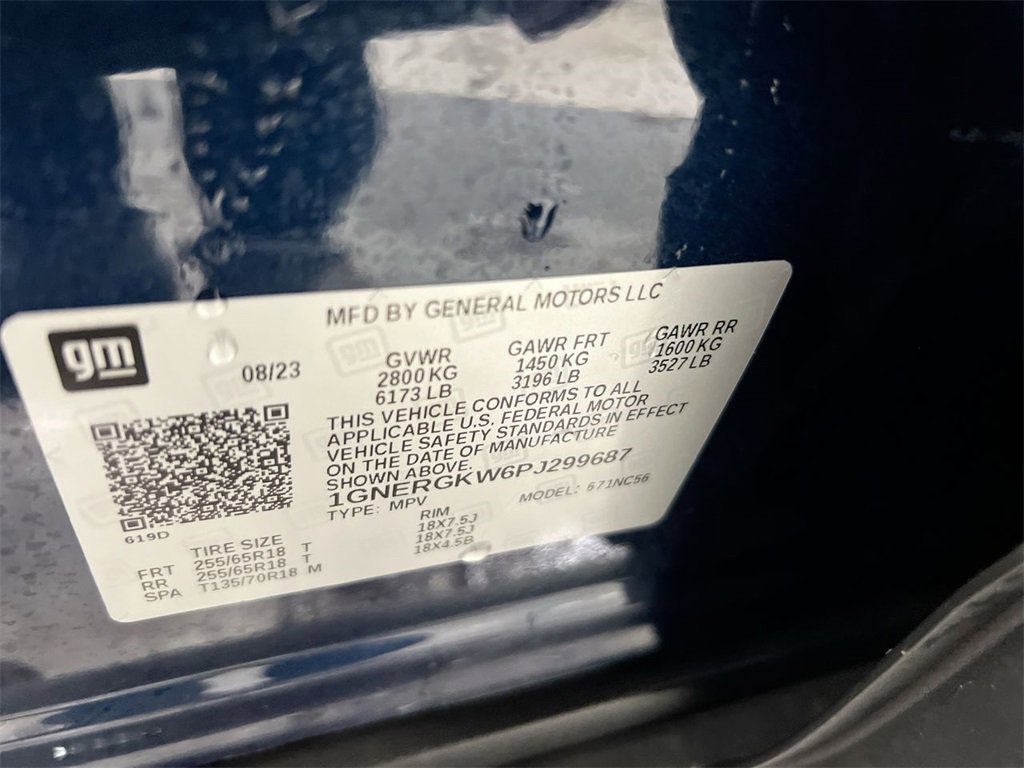 MFD BY GENERAL MOTORS LLC
gm
08/23
GVWR GAWR FRT GAWR RR
2800 KG 1450 KG 1600 KG
6173 LB 3196 LB 3527 LB
THIS VEHICLE CONFORMS TO ALL
APPLICABLE U.S. FEDERAL MOTOR
VEHICLE SAFETY STANDARDS IN EFFECT
ON THE DATE OF MANUFACTURE
SHOWN ABOVE.
1GNERGKW6PJ299687
TYPE: MPV MODEL: 671NC56
619D
TIRE SIZE RIM
FRT 255/65R18 T 18X7.5J
RR 255/65R18 T 18X7.5J
SPA T135/70R18 M 18X4.5B